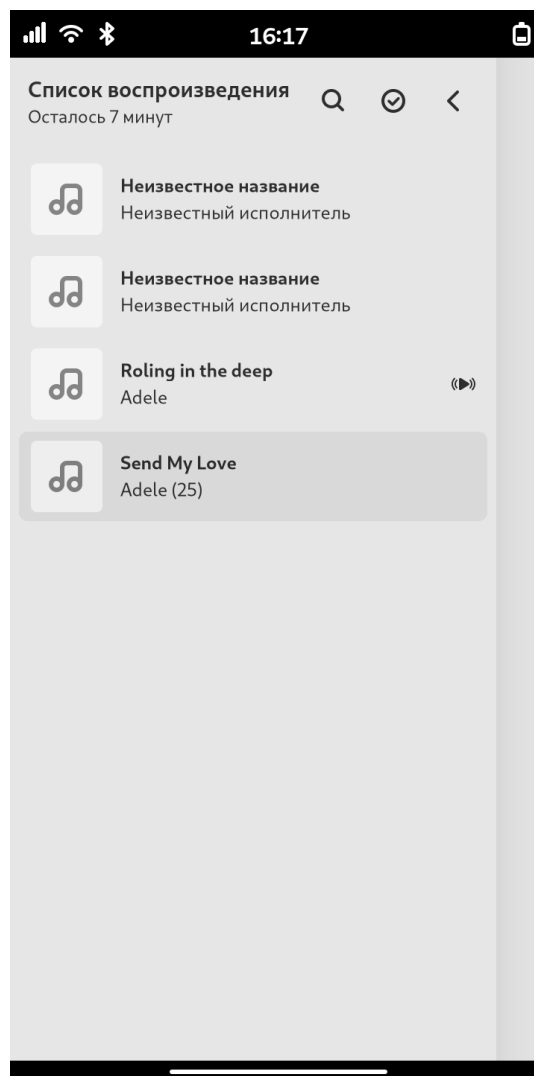 16:17
Список воспроизведения
Осталось 7 минут
Неизвестное название
Неизвестный исполнитель
Неизвестное название
Неизвестный исполнитель
Roling in the deep
Adele
Send My Love
Adele (25)